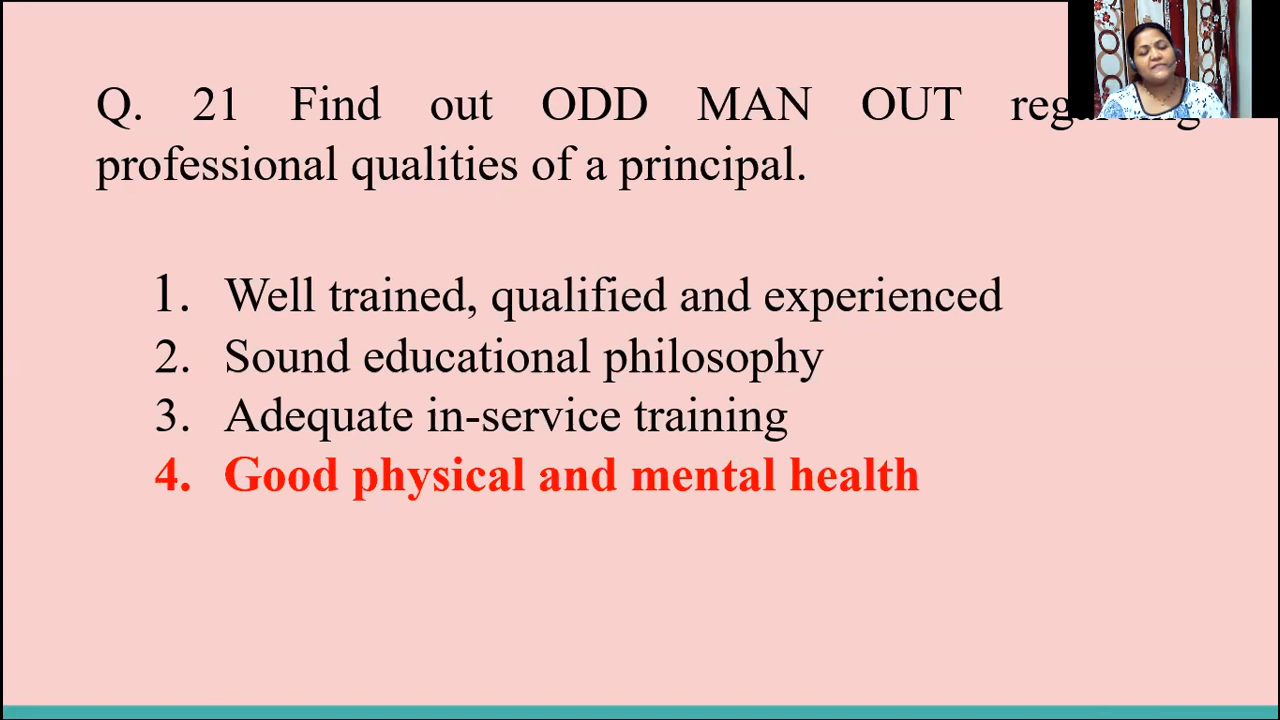 Q. 21 Find out ODD MAN OUT
professional qualities of a principal.
1. Well trained, qualified and experienced
2. Sound educational philosophy
3. Adequate in-service training
4. Good physical and mental health